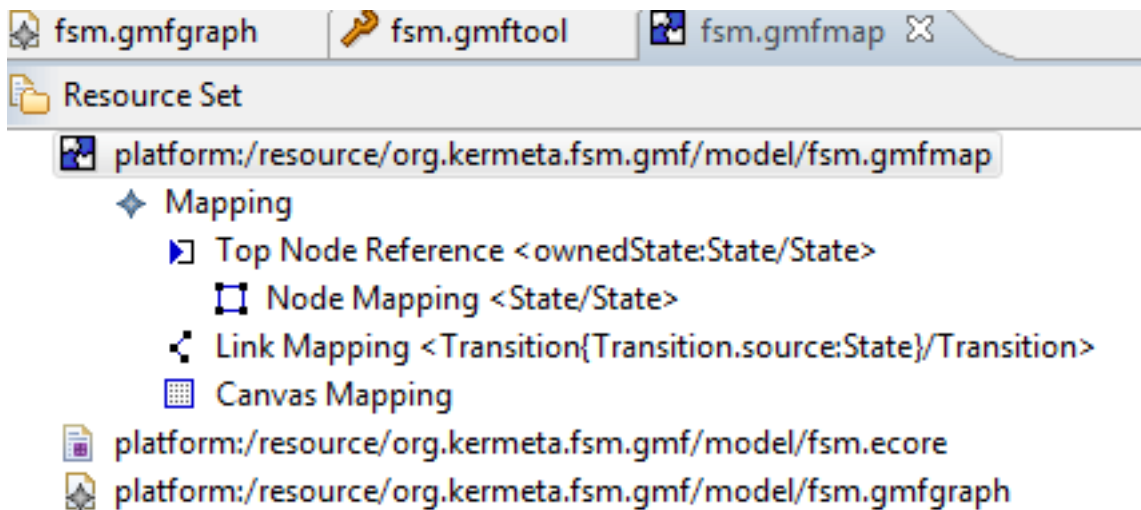 fsm.gmfgraph fsm.gmftool fsm.gmfmap
Resource Set
platform:/resource/org.kermeta.fsm.gmf/model/fsm.gmfmap
Mapping
Top Node Reference <ownedState:State/State>
Node Mapping <State/State>
Link Mapping <Transition{Transition.source:State}/Transition>
Canvas Mapping
platform:/resource/org.kermeta.fsm.gmf/model/fsm.ecore
platform:/resource/org.kermeta.fsm.gmf/model/fsm.gmfgraph